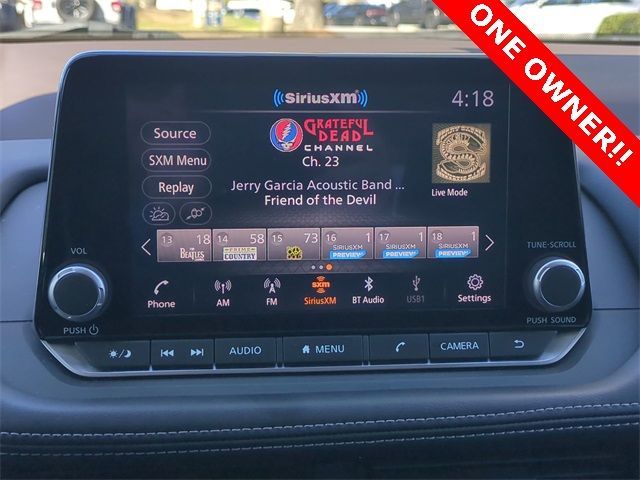 ONE OWNER!!
((SiriusXM))
4:18
Source
SXM Menu
Replay
GRATEFUL DEAD CHANNEL
Ch. 23
Jerry Garcia Acoustic Band ...
Friend of the Devil
Live Mode
13 18 THE BEATLES
14 58 PRIME COUNTRY
15 73
16 1 SIRIUSXM PREVIEW
17 1 SIRIUSXM PREVIEW
18 1 SIRIUSXM PREVIEW
Phone
AM
FM
sxm
SiriusXM
BT Audio
USB1
Settings
VOL
PUSH
TUNE·SCROLL
PUSH SOUND
AUDIO
MENU
CAMERA